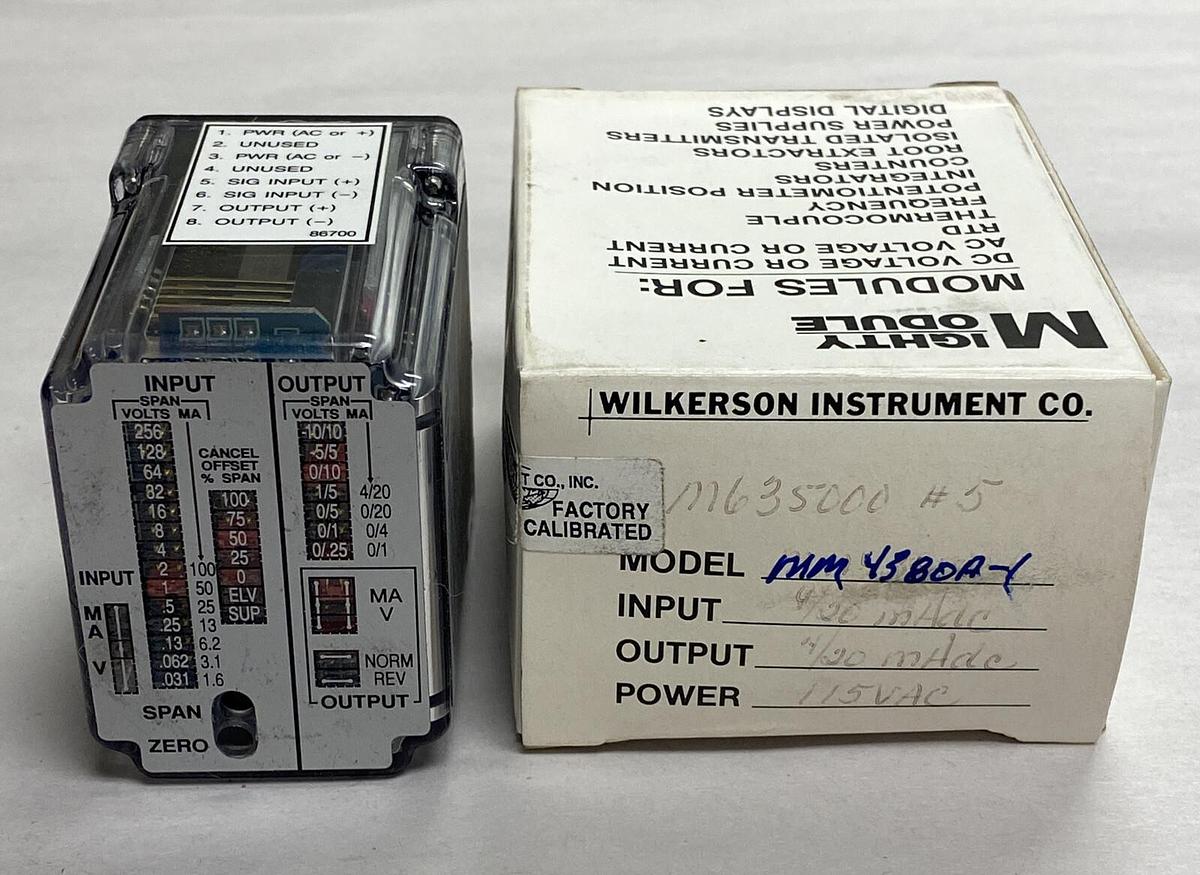 1. PWR (AC or +)
2. UNUSED
3. PWR (AC or -)
4. UNUSED
5. SIG INPUT (+)
6. SIG INPUT (-)
7. OUTPUT (+)
8. OUTPUT (-)
86700
INPUT
SPAN
VOLTS MA
256
128
64
32
16
8
4
2 100
1 50
.5 25
.25 13
.13 6.2
.062 3.1
.031 1.6
CANCEL
OFFSET
% SPAN
100
75
50
25
0
ELV
SUP
INPUT
MA
V
SPAN
ZERO
OUTPUT
SPAN
VOLTS MA
-10/10
-5/5
0/10
1/5 4/20
0/5 0/20
0/1 0/4
0/.25 0/1
MA
V
NORM
REV
OUTPUT
MIGHTY
MODULE
MODULES FOR:
DC VOLTAGE OR CURRENT
AC VOLTAGE OR CURRENT
RTD
THERMOCOUPLE
FREQUENCY
POTENTIOMETER POSITION
INTEGRATORS
COUNTERS
ROOT EXTRACTORS
ISOLATED TRANSMITTERS
POWER SUPPLIES
DIGITAL DISPLAYS
WILKERSON INSTRUMENT CO.
T CO., INC.
FACTORY
CALIBRATED
M635000 #5
MODEL MM4380A-1
INPUT 4/20 mAdc
OUTPUT 4/20 mAdc
POWER 115VAC